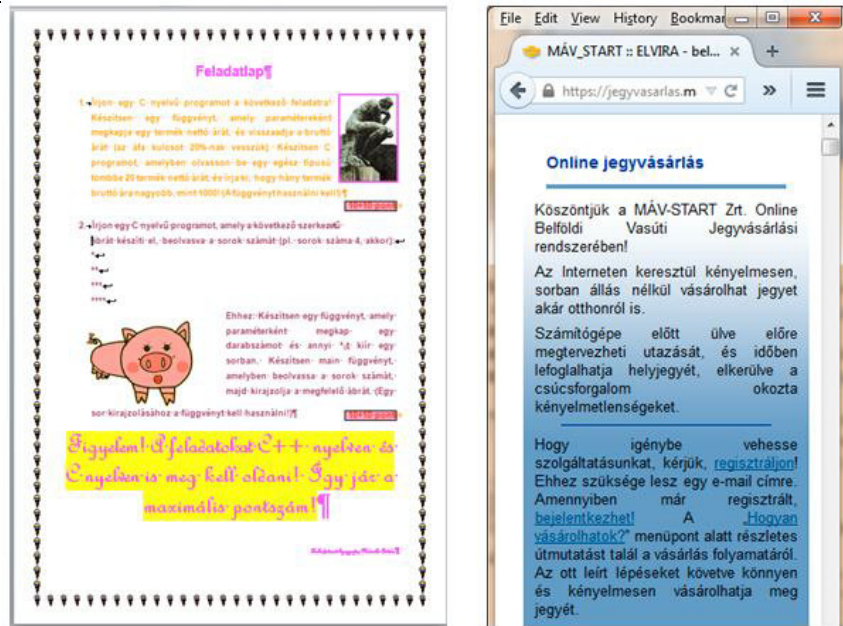 Feladatlap¶
1. Írjon egy C nyelvű programot a következő feladatra!
Készítsen egy függvényt, amely paraméterként
megkapja egy termék nettó árát, és visszaadja a bruttó
árát (az áfa kulcsot 20%-nak vesszük) Készítsen C
programot, amelyben olvasson be egy egész típusú
tömbbe 20 termék nettó árát, és írja ki, hogy hány termék
bruttó ára nagyobb, mint 1000! (A függvényt használni kell!)¶
2. Írjon egy C nyelvű programot, amely a következő szerkezetű
ábrát készíti el, beolvasva a sorok számát (pl. sorok száma 4, akkor):
*
**
***
****
Ehhez: Készítsen egy függvényt, amely
paraméterként megkap egy
darabszámot és annyi *-t kiír egy
sorban. Készítsen main függvényt,
amelyben beolvassa a sorok számát,
majd kirajzolja a megfelelő ábrát. (Egy
sor kirajzolásához a függvényt kell használni!)¶
Figyelem! A feladatokat C++ nyelven és
C nyelven is meg kell oldani! Így jár a
maximális pontszám!¶
File Edit View History Bookmar
MÁV_START :: ELVIRA - bel... × +
https://jegyvasarlas.m
Online jegyvásárlás
Köszöntjük a MÁV-START Zrt. Online
Belföldi Vasúti Jegyvásárlási
rendszerében!
Az Interneten keresztül kényelmesen,
sorban állás nélkül vásárolhat jegyet
akár otthonról is.
Számítógépe előtt ülve előre
megtervezheti utazását, és időben
lefoglalhatja helyjegyét, elkerülve a
csúcsforgalom okozta
kényelmetlenségeket.
Hogy igénybe vehesse
szolgáltatásunkat, kérjük, regisztráljon!
Ehhez szüksége lesz egy e-mail címre.
Amennyiben már regisztrált,
bejelentkezhet! A „Hogyan
vásárolhatok?” menüpont alatt részletes
útmutatást talál a vásárlás folyamatáról.
Az ott leírt lépéseket követve könnyen
és kényelmesen vásárolhatja meg
jegyét.